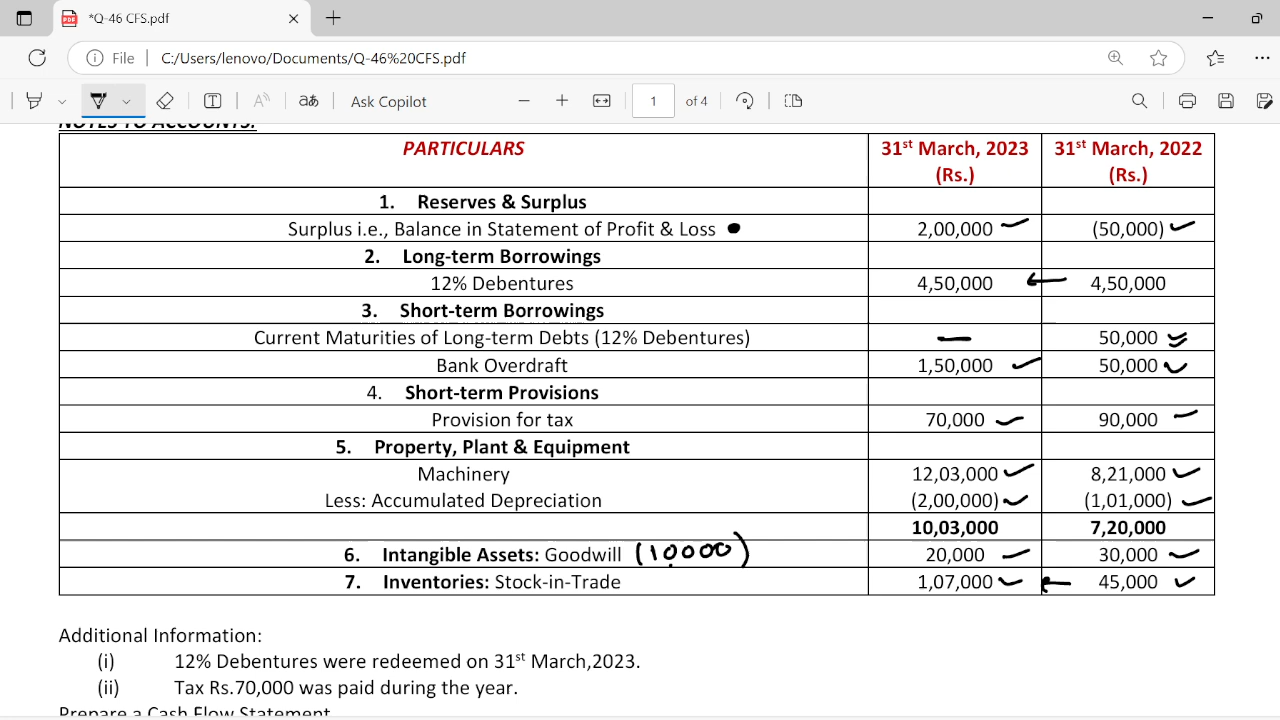 *Q-46 CFS.pdf
File C:/Users/lenovo/Documents/Q-46%20CFS.pdf
Ask Copilot 1 of 4
NOTES TO ACCOUNTS:
PARTICULARS 31st March, 2023 (Rs.) 31st March, 2022 (Rs.)
1. Reserves & Surplus
Surplus i.e., Balance in Statement of Profit & Loss 2,00,000 (50,000)
2. Long-term Borrowings
12% Debentures 4,50,000 4,50,000
3. Short-term Borrowings
Current Maturities of Long-term Debts (12% Debentures) — 50,000
Bank Overdraft 1,50,000 50,000
4. Short-term Provisions
Provision for tax 70,000 90,000
5. Property, Plant & Equipment
Machinery 12,03,000 8,21,000
Less: Accumulated Depreciation (2,00,000) (1,01,000)
10,03,000 7,20,000
6. Intangible Assets: Goodwill (10000) 20,000 30,000
7. Inventories: Stock-in-Trade 1,07,000 45,000
Additional Information:
(i) 12% Debentures were redeemed on 31st March,2023.
(ii) Tax Rs.70,000 was paid during the year.
Prepare a Cash Flow Statement